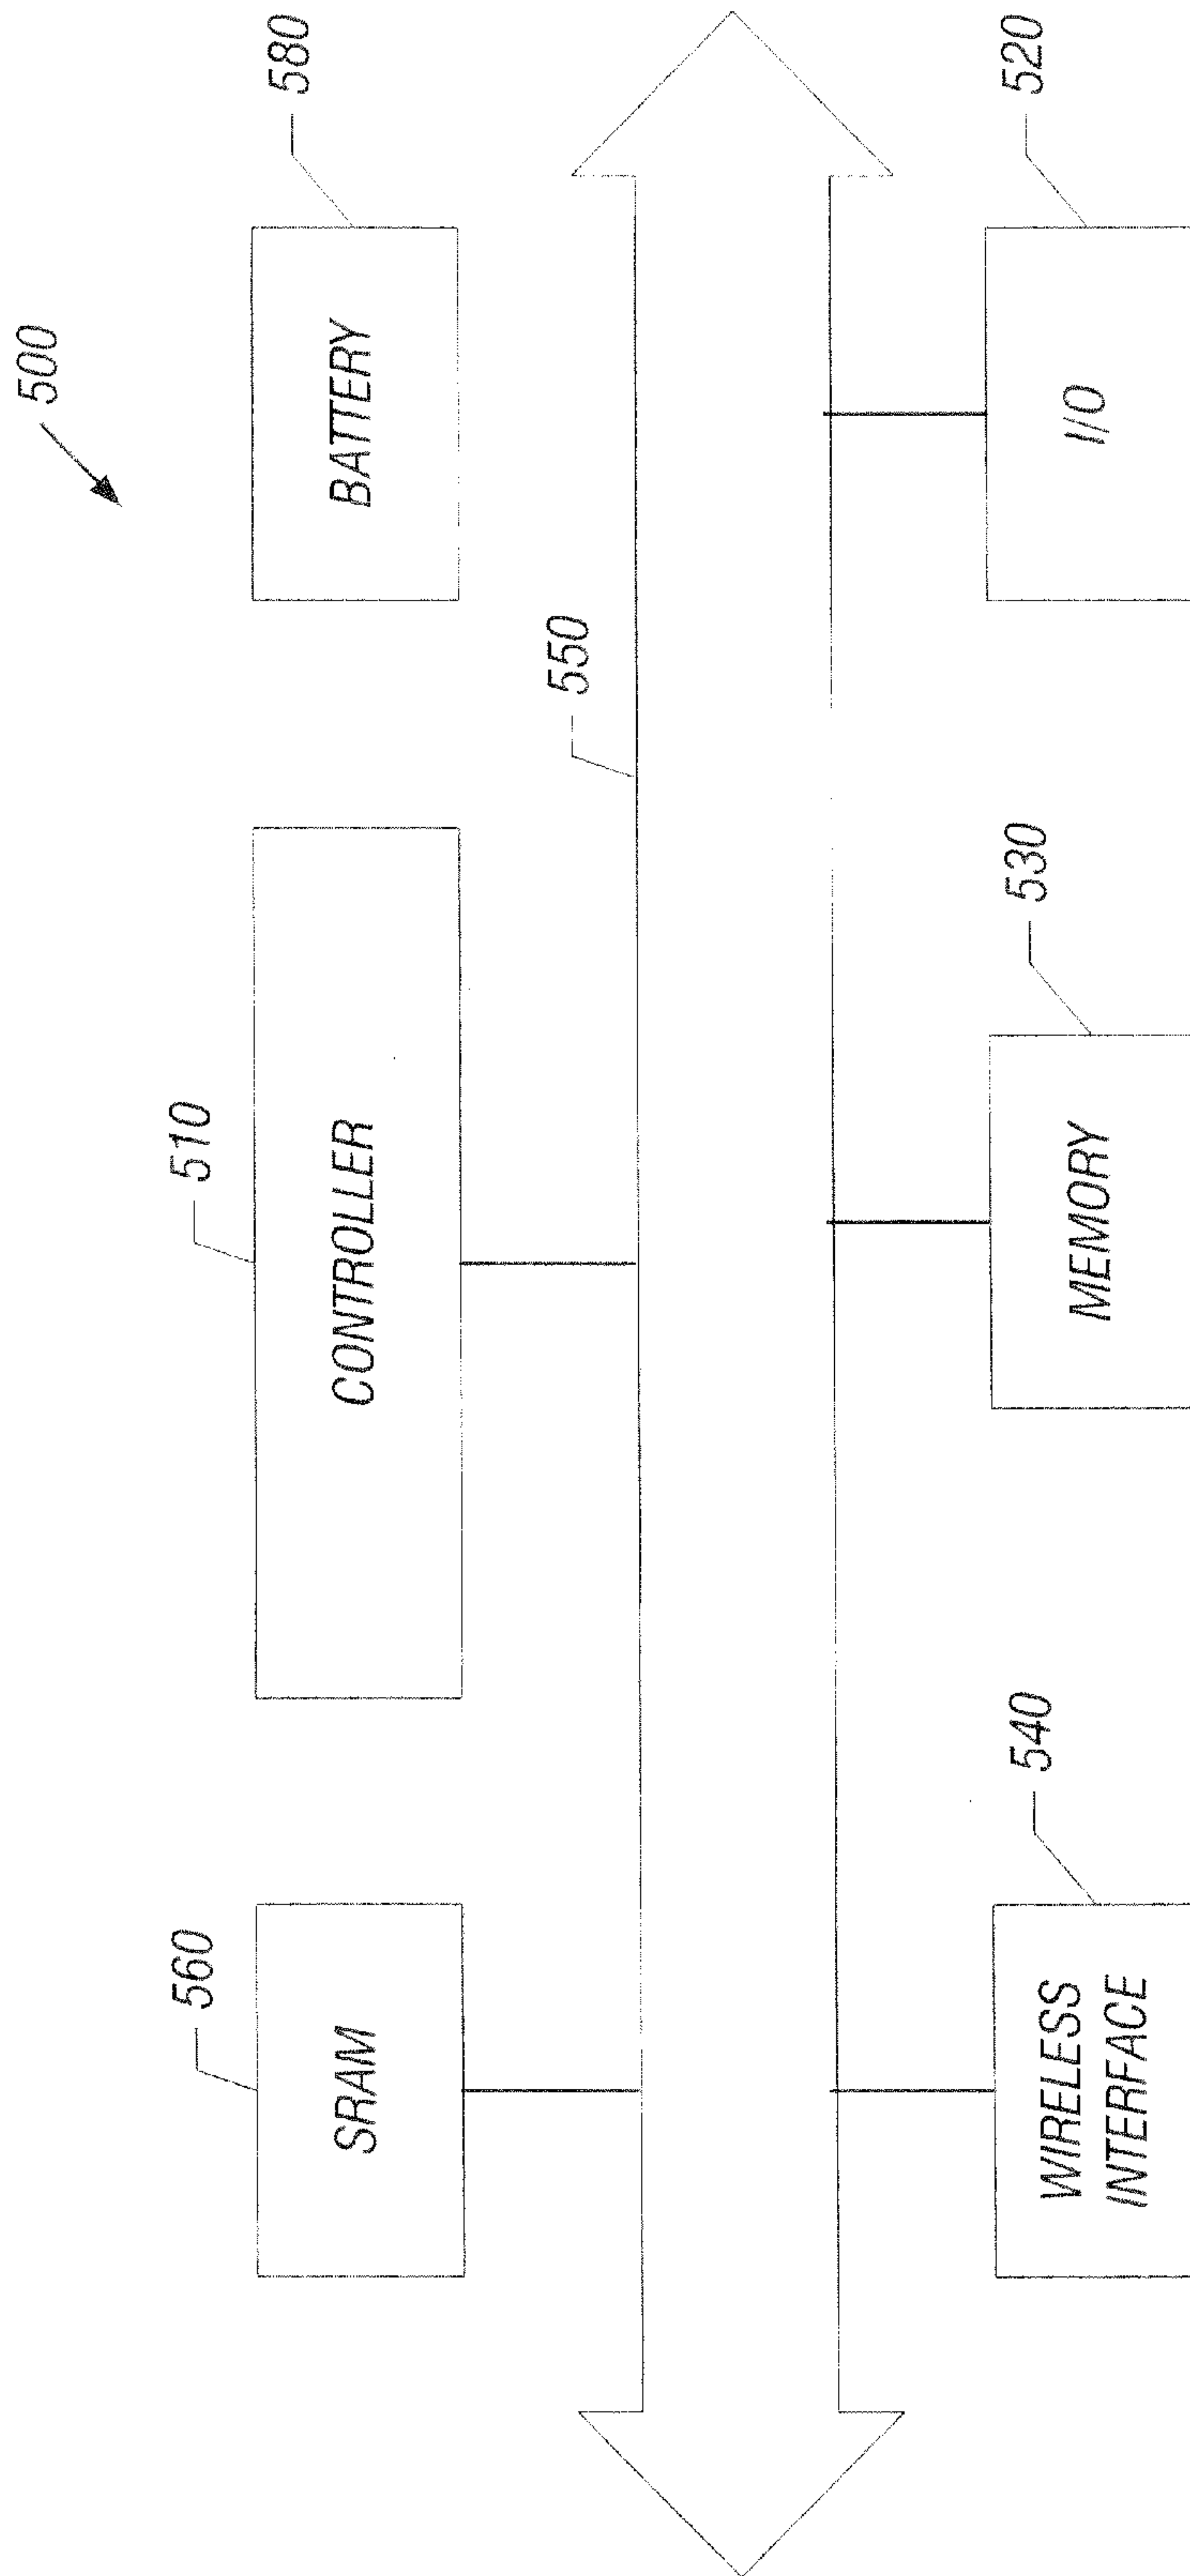 500
560
SRAM
510
CONTROLLER
580
BATTERY
550
540
WIRELESS
INTERFACE
530
MEMORY
520
I/O